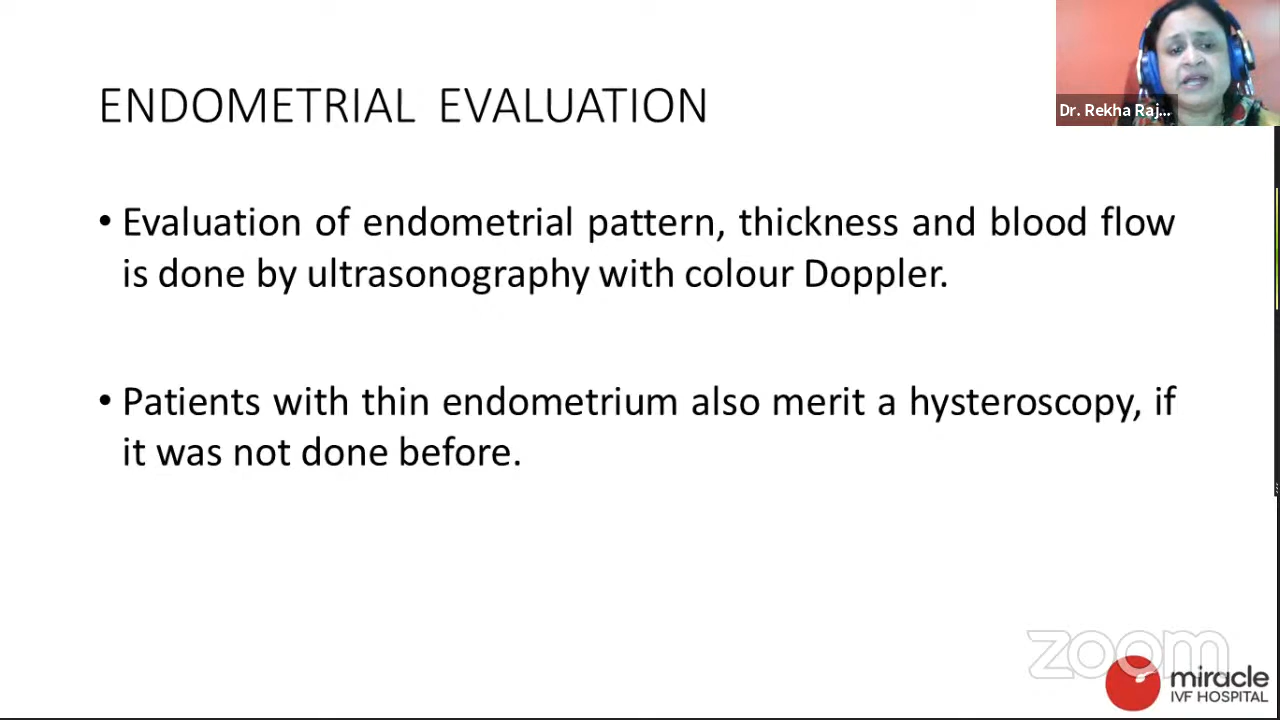 Dr. Rekha Raj...
ENDOMETRIAL EVALUATION
• Evaluation of endometrial pattern, thickness and blood flow
is done by ultrasonography with colour Doppler.
• Patients with thin endometrium also merit a hysteroscopy, if
it was not done before.
zoom
miracle
IVF HOSPITAL